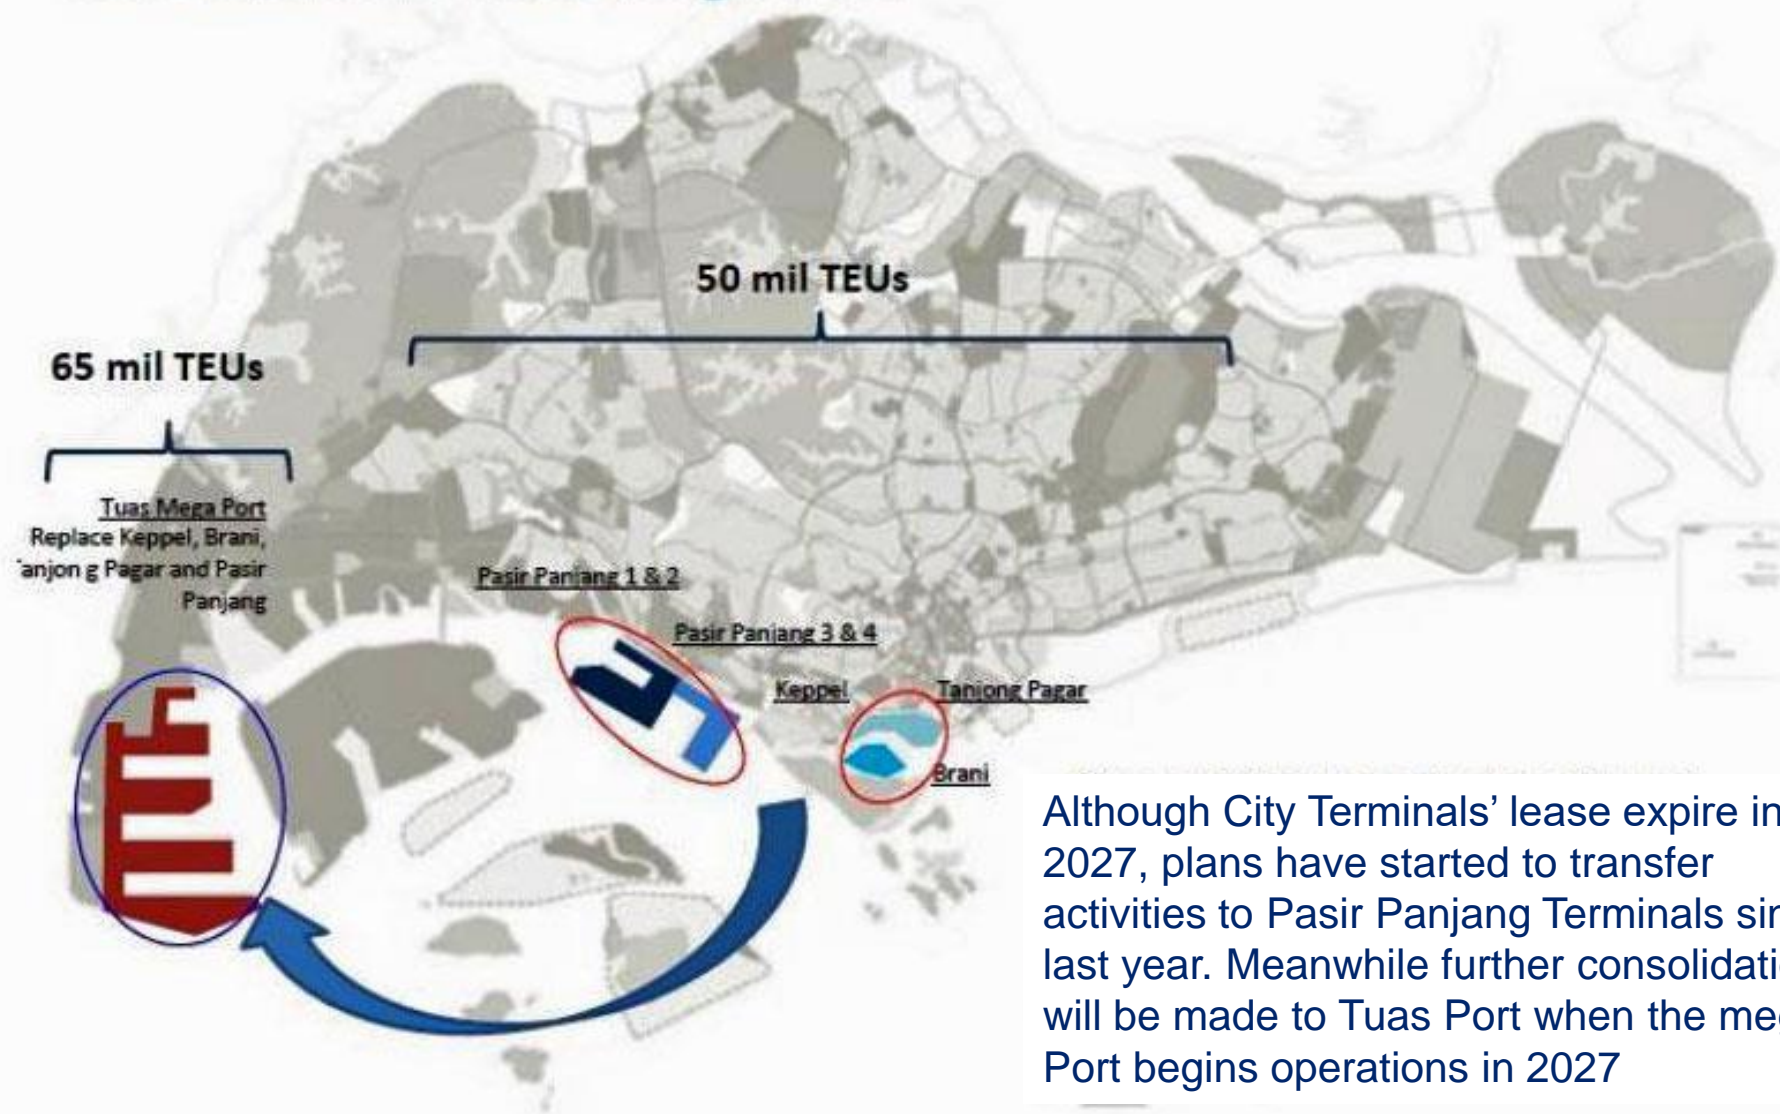 50 mil TEUs
65 mil TEUs
Tuas Mega Port
Replace Keppel, Brani,
anjon g Pagar and Pasir
Panjang
Pasir Panjang 1 & 2
Pasir Panjang 3 & 4
Keppel
Tanjong Pagar
Brani
Although City Terminals’ lease expire in
2027, plans have started to transfer
activities to Pasir Panjang Terminals sin
last year. Meanwhile further consolidati
will be made to Tuas Port when the me
Port begins operations in 2027